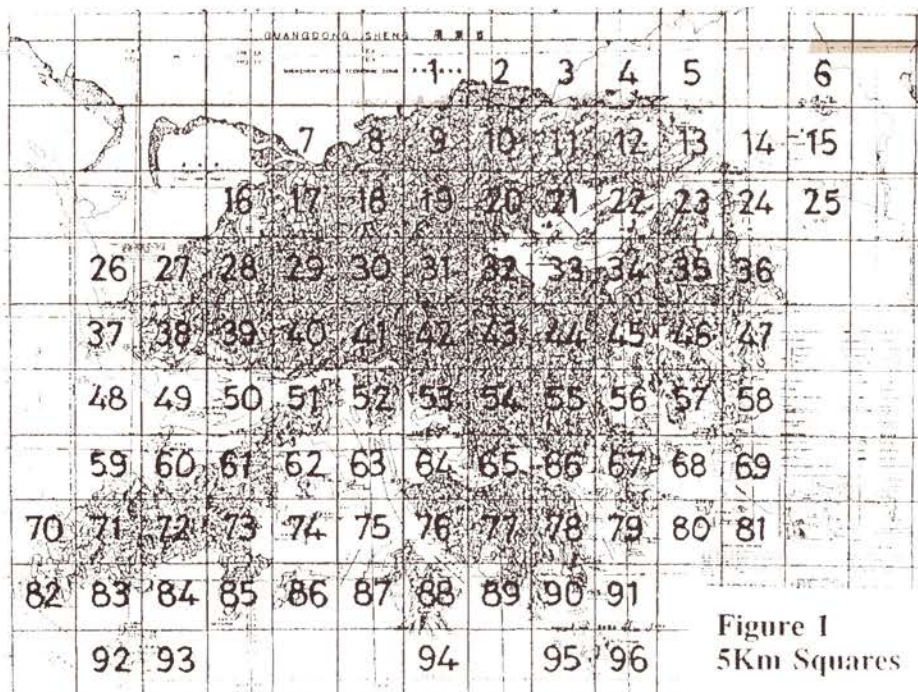 GUANGDONG SHENG
SHENZHEN SPECIAL ECONOMIC ZONE
1 2 3 4 5 6
7 8 9 10 11 12 13 14 15
16 17 18 19 20 21 22 23 24 25
26 27 28 29 30 31 32 33 34 35 36
37 38 39 40 41 42 43 44 45 46 47
48 49 50 51 52 53 54 55 56 57 58
59 60 61 62 63 64 65 66 67 68 69
70 71 72 73 74 75 76 77 78 79 80 81
82 83 84 85 86 87 88 89 90 91
92 93 94 95 96
Figure 1
5Km Squares